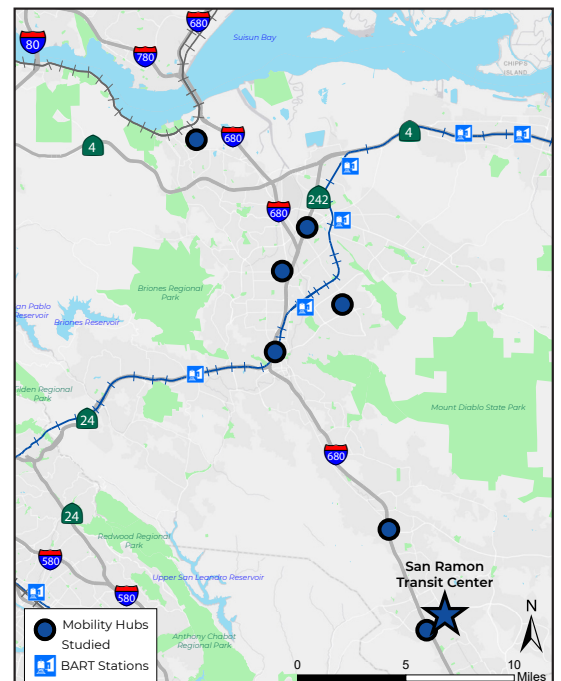 680
80
Suisun Bay
780
CHIPPS
ISLAND
4
680
4
242
680
Briones Regional
Park
an Pablo
Reservoir
Briones Reservoir
ilden Regional
Park
24
Mount Diablo State Park
680
24
Redwood Regional
Park
580
Upper San Leandro Reservoir
580
San Ramon
Transit Center
Anthony Chabot
Regional Park
N
Mobility Hubs
Studied
BART Stations
0 5 10
Miles